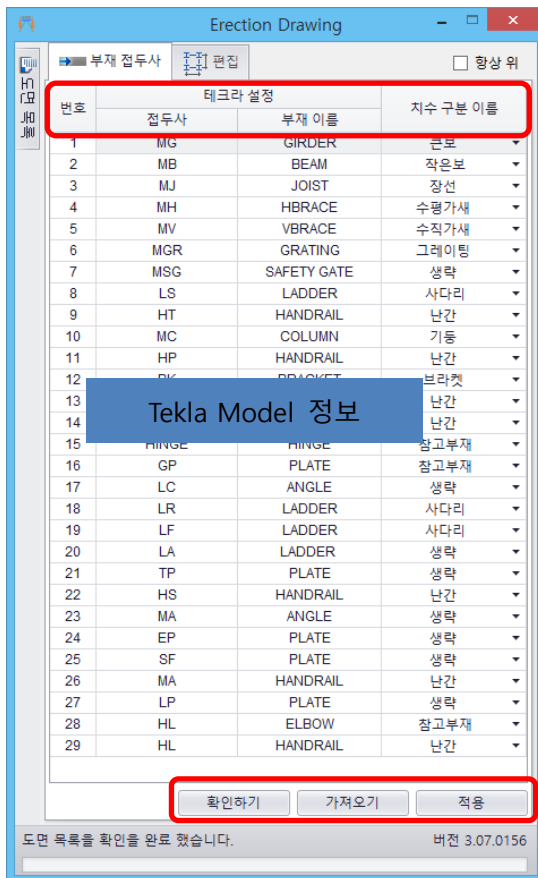 Erection Drawing
부재 접두사 편집 항상 위
도면 목록
번호 테크라 설정 치수 구분 이름
접두사 부재 이름
1 MG GIRDER 큰보
2 MB BEAM 작은보
3 MJ JOIST 장선
4 MH HBRACE 수평가새
5 MV VBRACE 수직가새
6 MGR GRATING 그레이팅
7 MSG SAFETY GATE 생략
8 LS LADDER 사다리
9 HT HANDRAIL 난간
10 MC COLUMN 기둥
11 HP HANDRAIL 난간
12 BK BRACKET 브라켓
13 난간
Tekla Model 정보
14 난간
15 HINGE HINGE 참고부재
16 GP PLATE 참고부재
17 LC ANGLE 생략
18 LR LADDER 사다리
19 LF LADDER 사다리
20 LA LADDER 생략
21 TP PLATE 생략
22 HS HANDRAIL 난간
23 MA ANGLE 생략
24 EP PLATE 생략
25 SF PLATE 생략
26 MA HANDRAIL 난간
27 LP PLATE 생략
28 HL ELBOW 참고부재
29 HL HANDRAIL 난간
확인하기 가져오기 적용
도면 목록을 확인을 완료 했습니다. 버전 3.07.0156